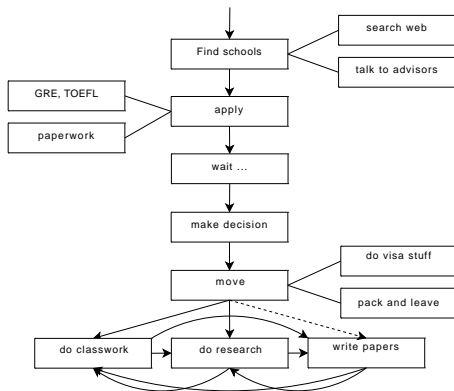 search web
Find schools
talk to advisors
GRE, TOEFL
apply
paperwork
wait ...
make decision
do visa stuff
move
pack and leave
do classwork
do research
write papers